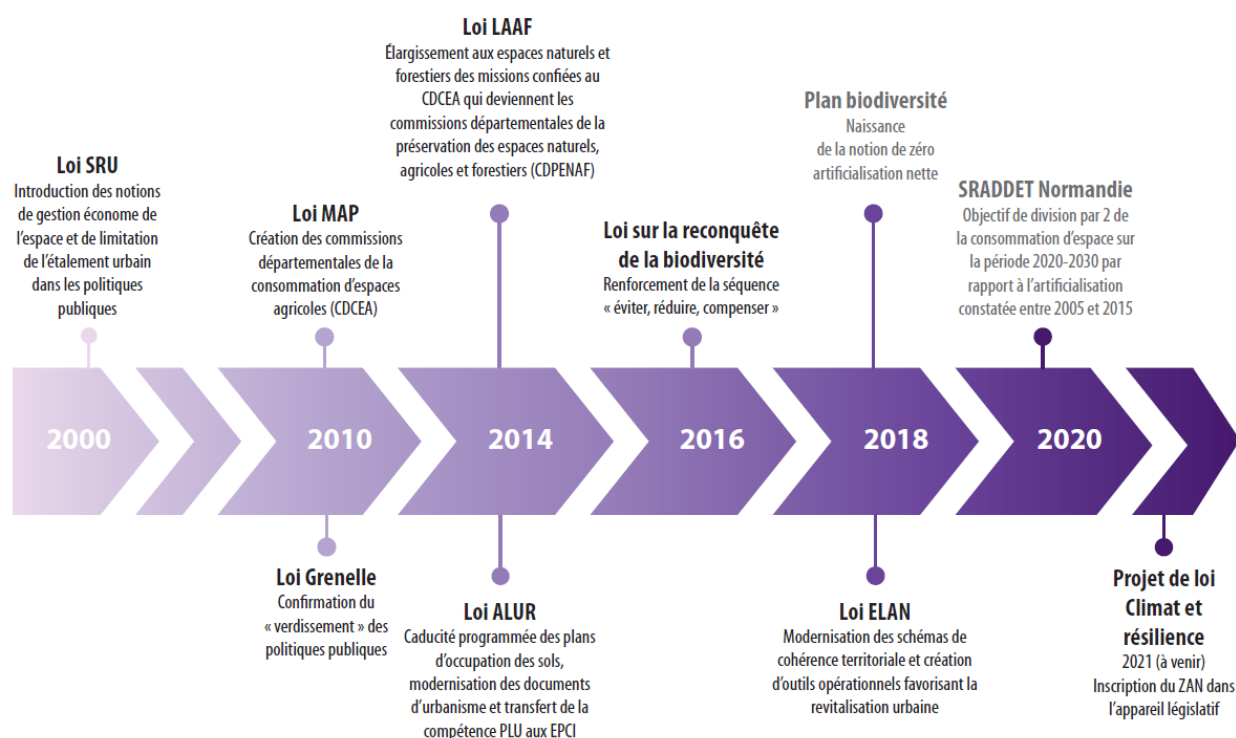 Loi SRU
Introduction des notions
de gestion économe de
l'espace et de limitation
de l'étalement urbain
dans les politiques
publiques
Loi MAP
Création des commissions
départementales de la
consommation d'espaces
agricoles (CDCEA)
Loi LAAF
Élargissement aux espaces naturels et
forestiers des missions confiées au
CDCEA qui deviennent les
commissions départementales de la
préservation des espaces naturels,
agricoles et forestiers (CDPENAF)
Loi sur la reconquête
de la biodiversité
Renforcement de la séquence
« éviter, réduire, compenser »
Plan biodiversité
Naissance
de la notion de zéro
artificialisation nette
SRADDET Normandie
Objectif de division par 2 de
la consommation d'espace sur
la période 2020-2030 par
rapport à l'artificialisation
constatée entre 2005 et 2015
2000
2010
2014
2016
2018
2020
Loi Grenelle
Confirmation du
« verdissement » des
politiques publiques
Loi ALUR
Caducité programmée des plans
d'occupation des sols,
modernisation des documents
d'urbanisme et transfert de la
compétence PLU aux EPCI
Loi ELAN
Modernisation des schémas de
cohérence territoriale et création
d'outils opérationnels favorisant la
revitalisation urbaine
Projet de loi
Climat et
résilience
2021 (à venir)
Inscription du ZAN dans
l'appareil législatif